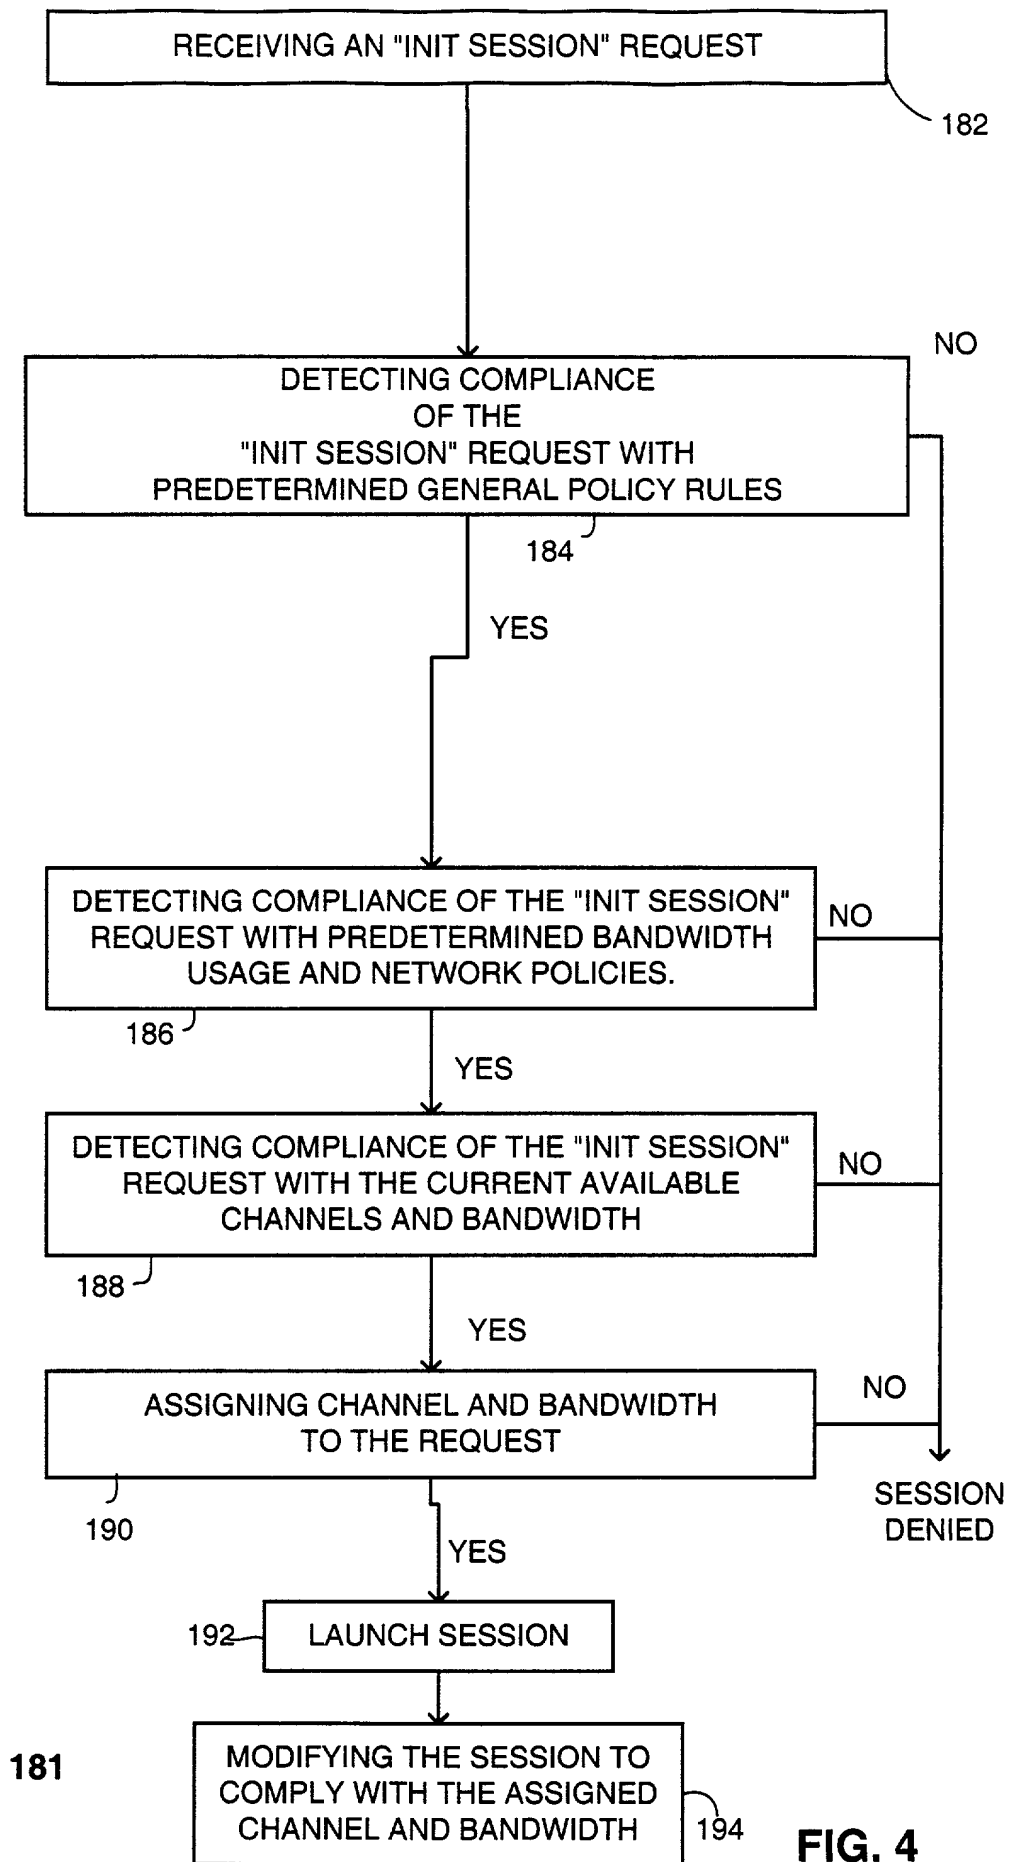 RECEIVING AN "INIT SESSION" REQUEST
182
NO
DETECTING COMPLIANCE
OF THE
"INIT SESSION" REQUEST WITH
PREDETERMINED GENERAL POLICY RULES
184
YES
DETECTING COMPLIANCE OF THE "INIT SESSION"
REQUEST WITH PREDETERMINED BANDWIDTH
USAGE AND NETWORK POLICIES.
NO
186
YES
DETECTING COMPLIANCE OF THE "INIT SESSION"
REQUEST WITH THE CURRENT AVAILABLE
CHANNELS AND BANDWIDTH
NO
188
YES
ASSIGNING CHANNEL AND BANDWIDTH
TO THE REQUEST
NO
190
SESSION
DENIED
YES
192
LAUNCH SESSION
181
MODIFYING THE SESSION TO
COMPLY WITH THE ASSIGNED
CHANNEL AND BANDWIDTH
194
FIG. 4